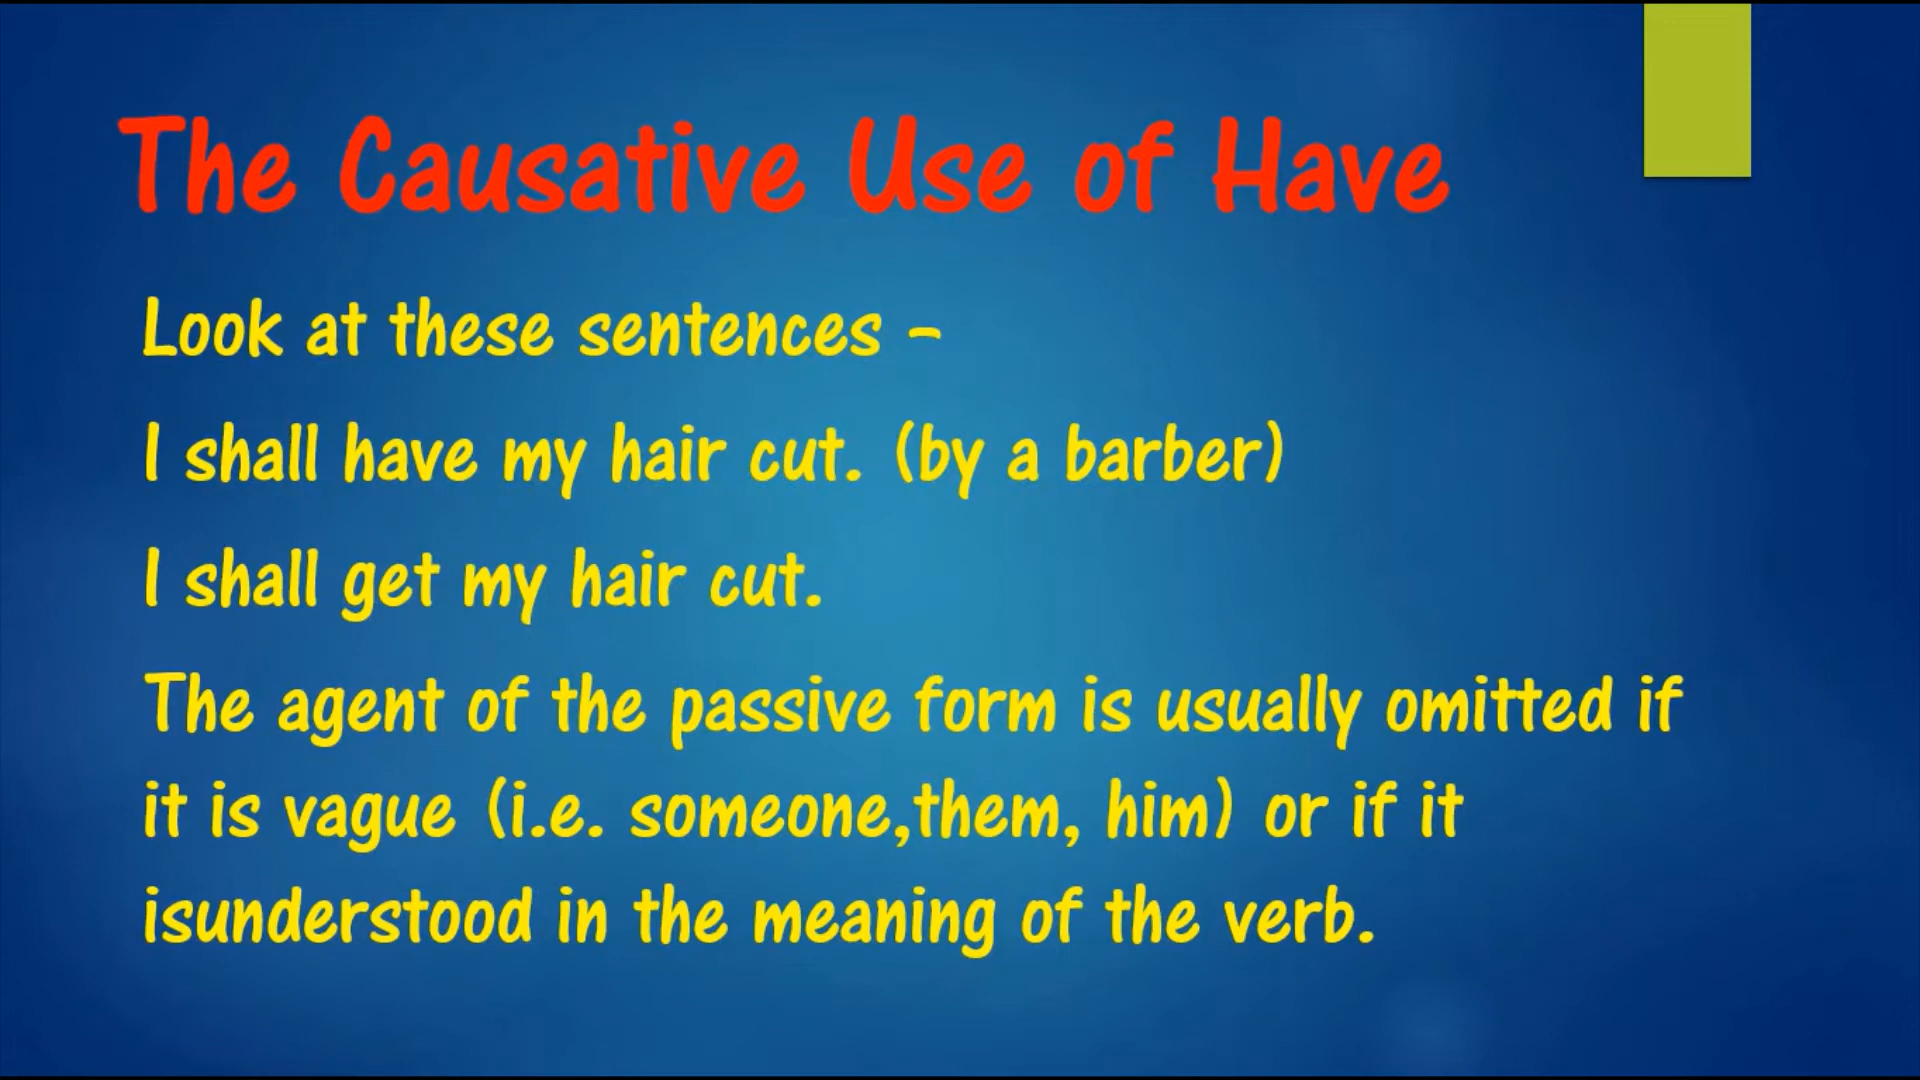 The Causative Use of Have
Look at these sentences –
I shall have my hair cut. (by a barber)
I shall get my hair cut.
The agent of the passive form is usually omitted if
it is vague (i.e. someone,them, him) or if it
isunderstood in the meaning of the verb.